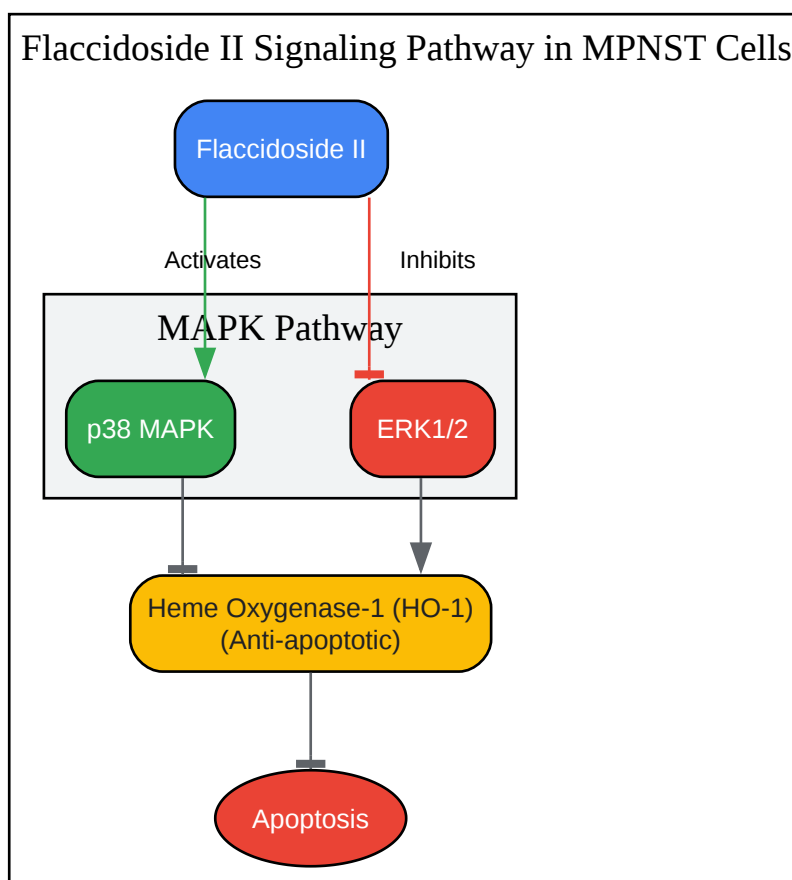 Flaccidoside II Signaling Pathway in MPNST Cells
Flaccidoside II
Activates
Inhibits
MAPK Pathway
p38 MAPK
ERK1/2
Heme Oxygenase-1 (HO-1)
(Anti-apoptotic)
Apoptosis